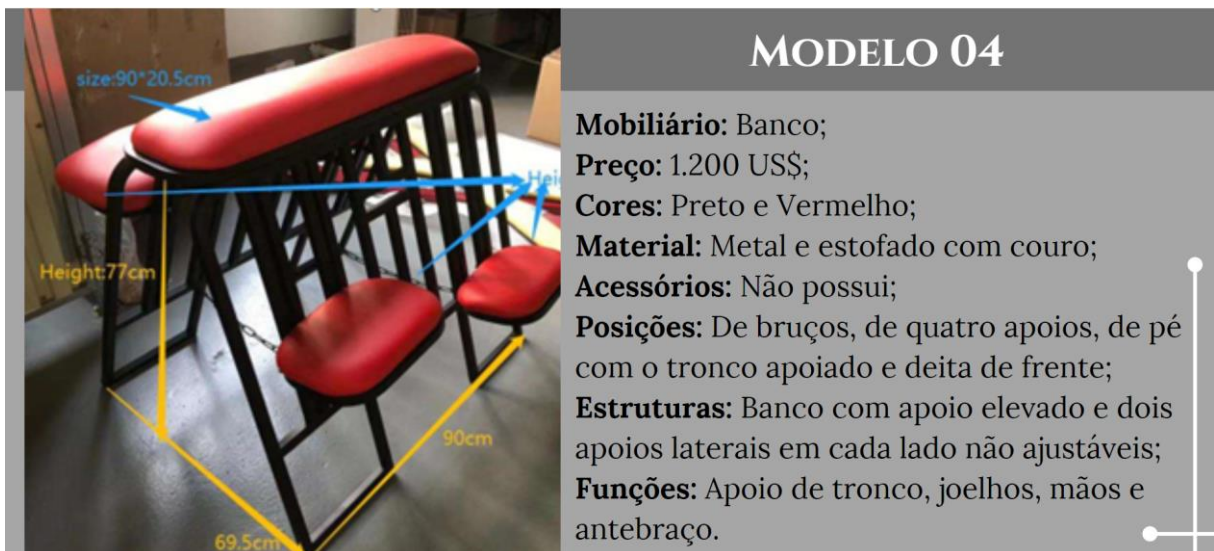 size:90*20.5cm
Height:77cm
90cm
69.5cm
MODELO 04
Mobiliário: Banco;
Preço: 1.200 US$;
Cores: Preto e Vermelho;
Material: Metal e estofado com couro;
Acessórios: Não possui;
Posições: De bruços, de quatro apoios, de pé
com o tronco apoiado e deita de frente;
Estruturas: Banco com apoio elevado e dois
apoios laterais em cada lado não ajustáveis;
Funções: Apoio de tronco, joelhos, mãos e
antebraço.